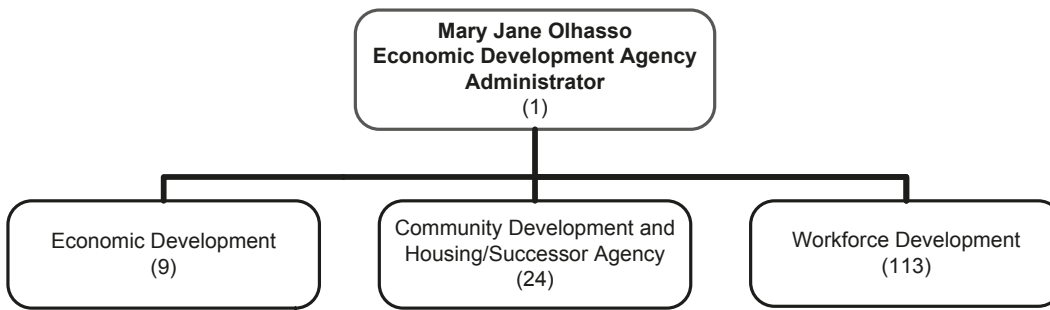 Mary Jane Olhasso
Economic Development Agency
Administrator
(1)
Economic Development
(9)
Community Development and
Housing/Successor Agency
(24)
Workforce Development
(113)